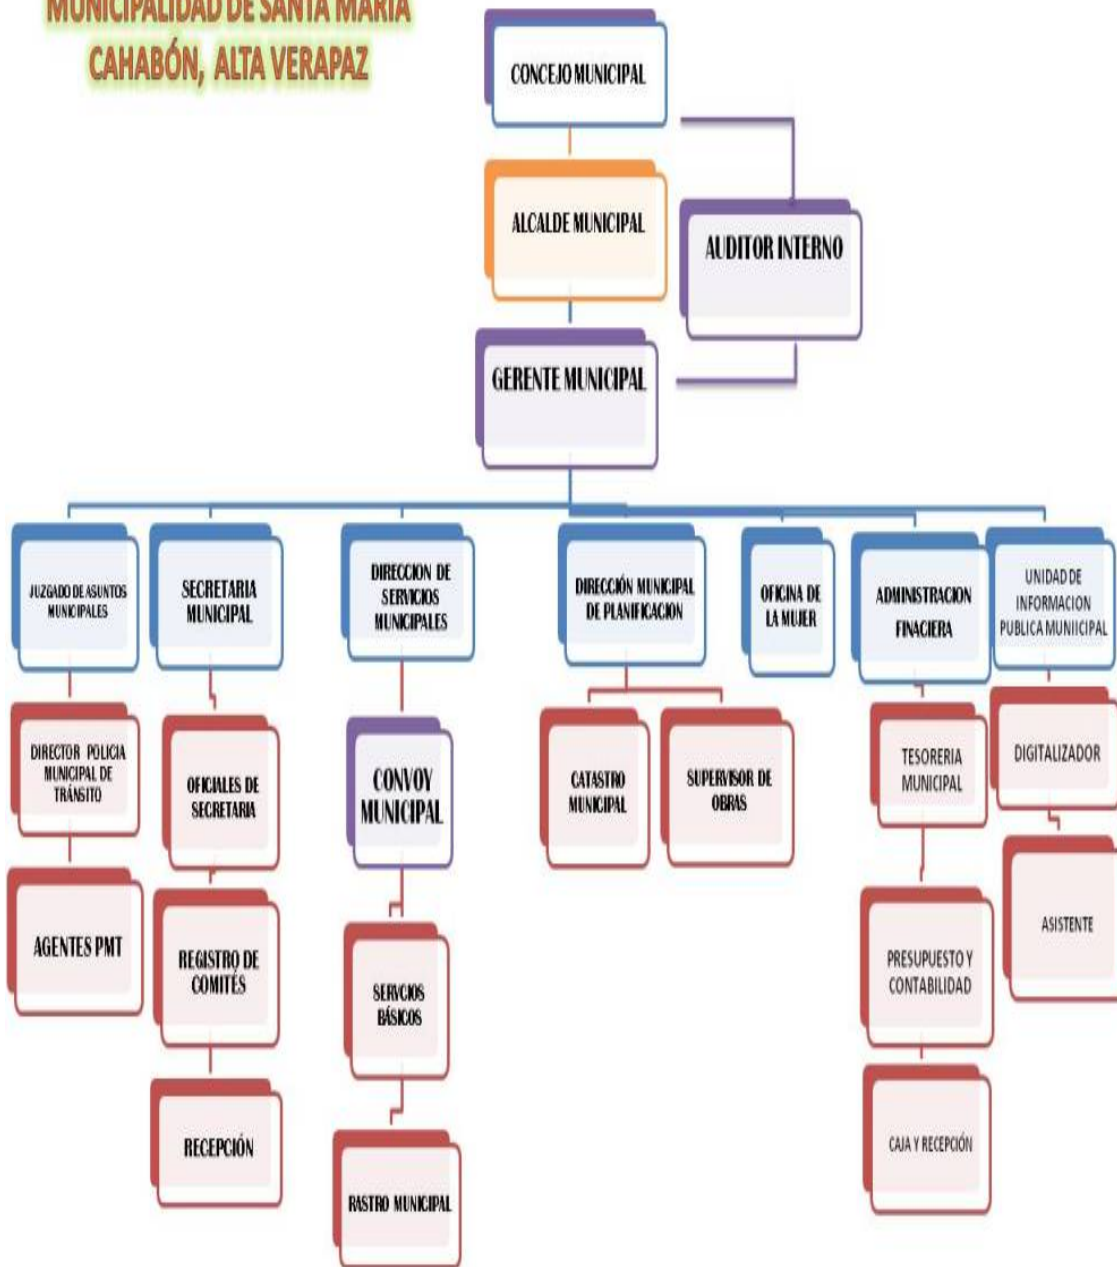 MUNICIPALIDAD DE SANTA MARIA
CAHABÓN, ALTA VERAPAZ
CONCEJO MUNICIPAL
ALCALDE MUNICIPAL
AUDITOR INTERNO
GERENTE MUNICIPAL
JUZGADO DE ASUNTOS
MUNICIPALES
SECRETARIA
MUNICIPAL
DIRECCION DE
SERVICIOS
MUNICIPALES
DIRECCIÓN MUNICIPAL
DE PLANIFICACION
OFICINA DE
LA MUJER
ADMINISTRACION
FINACIERA
UNIDAD DE
INFORMACION
PUBLICA MUNIICIPAL
DIRECTOR POLICIA
MUNICIPAL DE
TRÁNSITO
OFICIALES DE
SECRETARIA
CONVOY
MUNICIPAL
CATASTRO
MUNICIPAL
SUPERVISOR DE
OBRAS
TESORERIA
MUNICIPAL
DIGITALIZADOR
AGENTES PMT
REGISTRO DE
COMITÉS
SERVCIOS
BÁSICOS
PRESUPUESTO Y
CONTABILIDAD
ASISTENTE
RECEPCIÓN
RASTRO MUNICIPAL
CAJA Y RECEPCIÓN